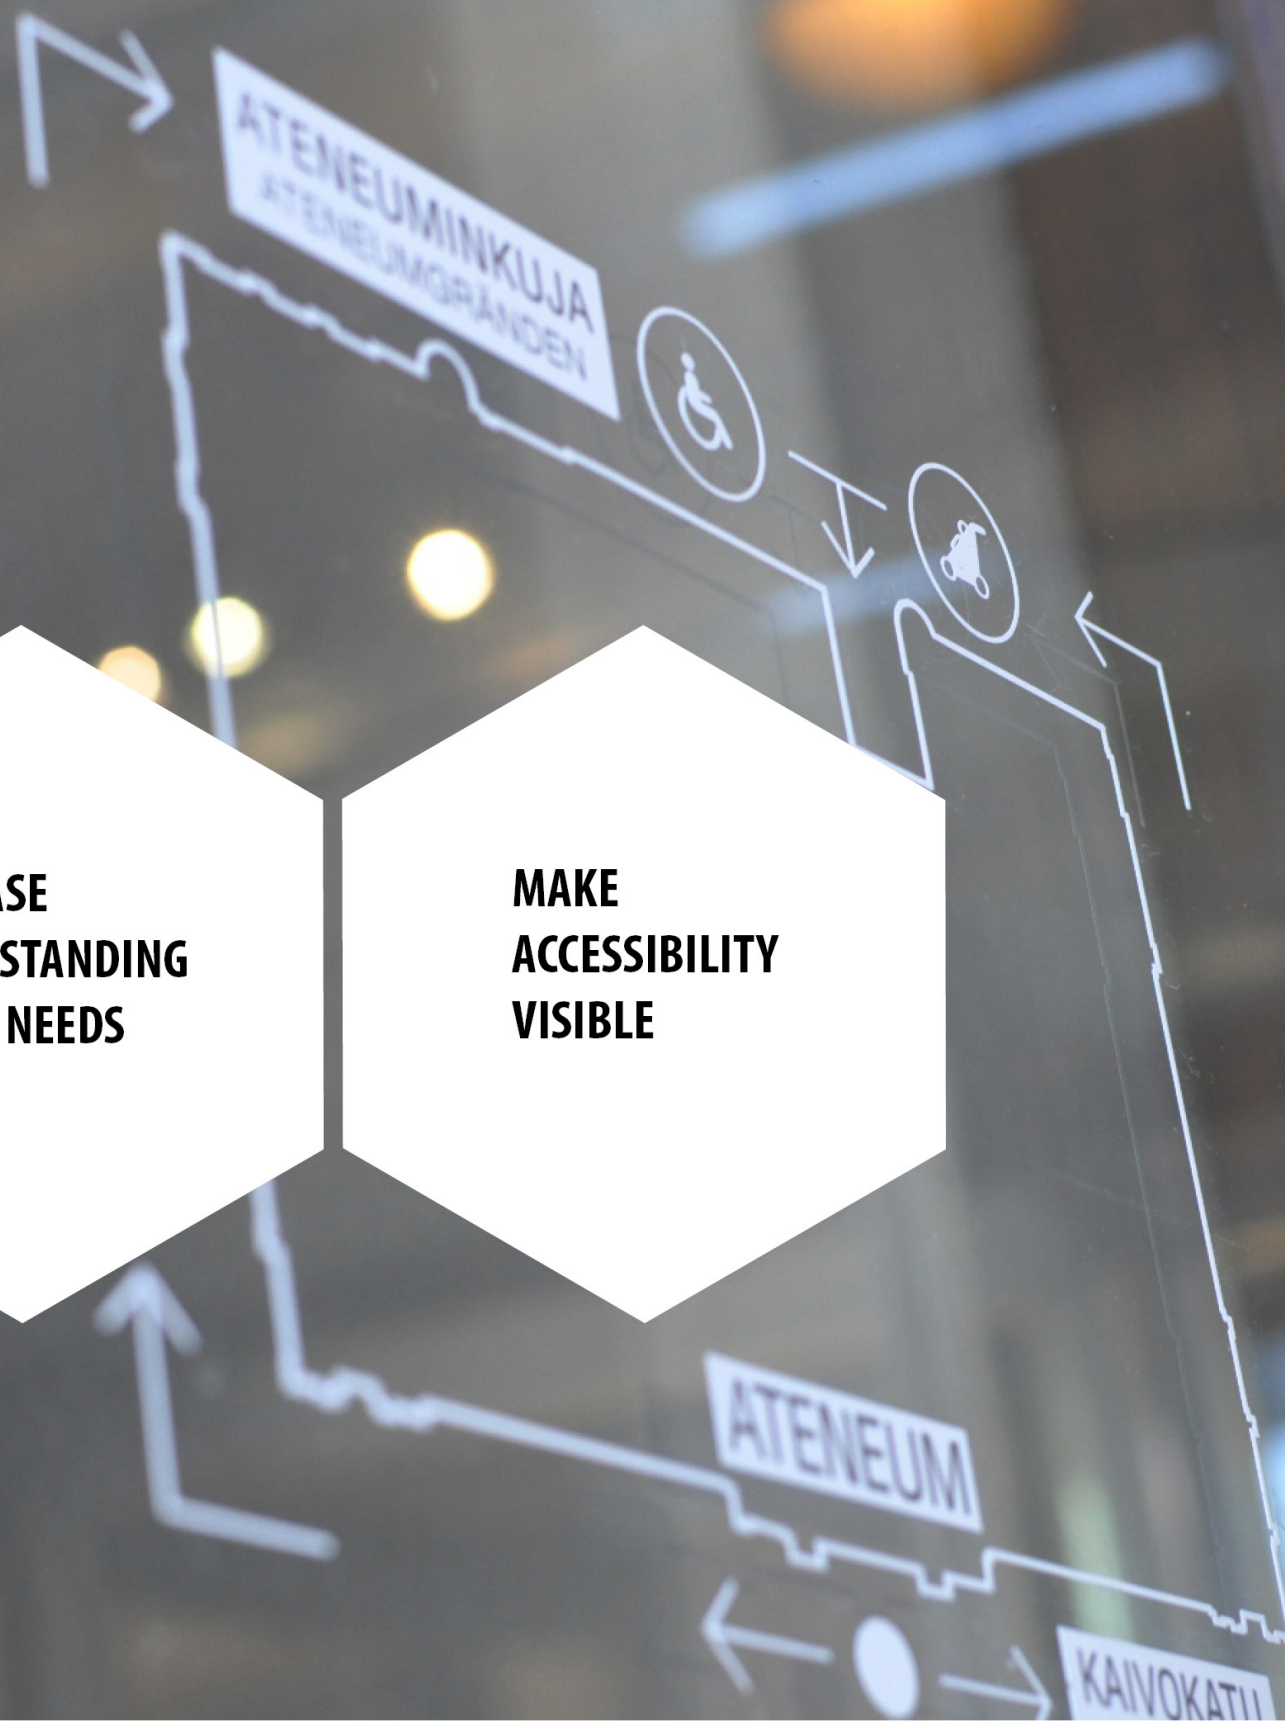 ATENEUMINKUJA
ATENEUMGRÄNDEN
ASE
STANDING
NEEDS
MAKE
ACCESSIBILITY
VISIBLE
ATENEUM
KAIVOKATU